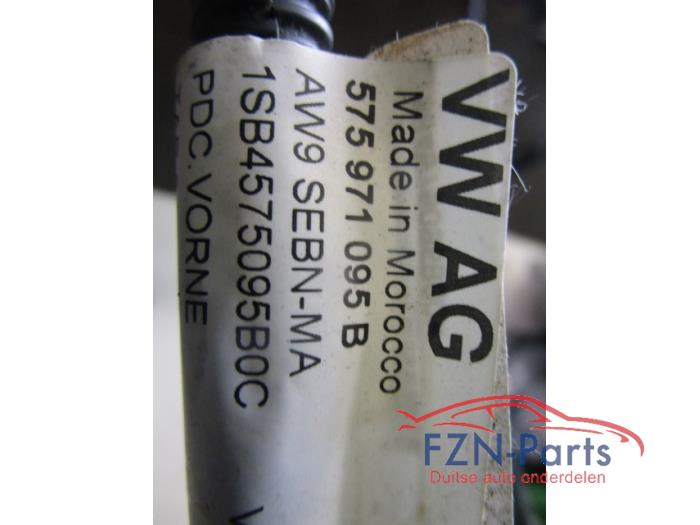 VW AG
Made in Morocco
575 971 095 B
AW9 SEBN-MA
1SB4575095B0C
PDC.VORNE
FZN-Parts
Duitse auto onderdelen